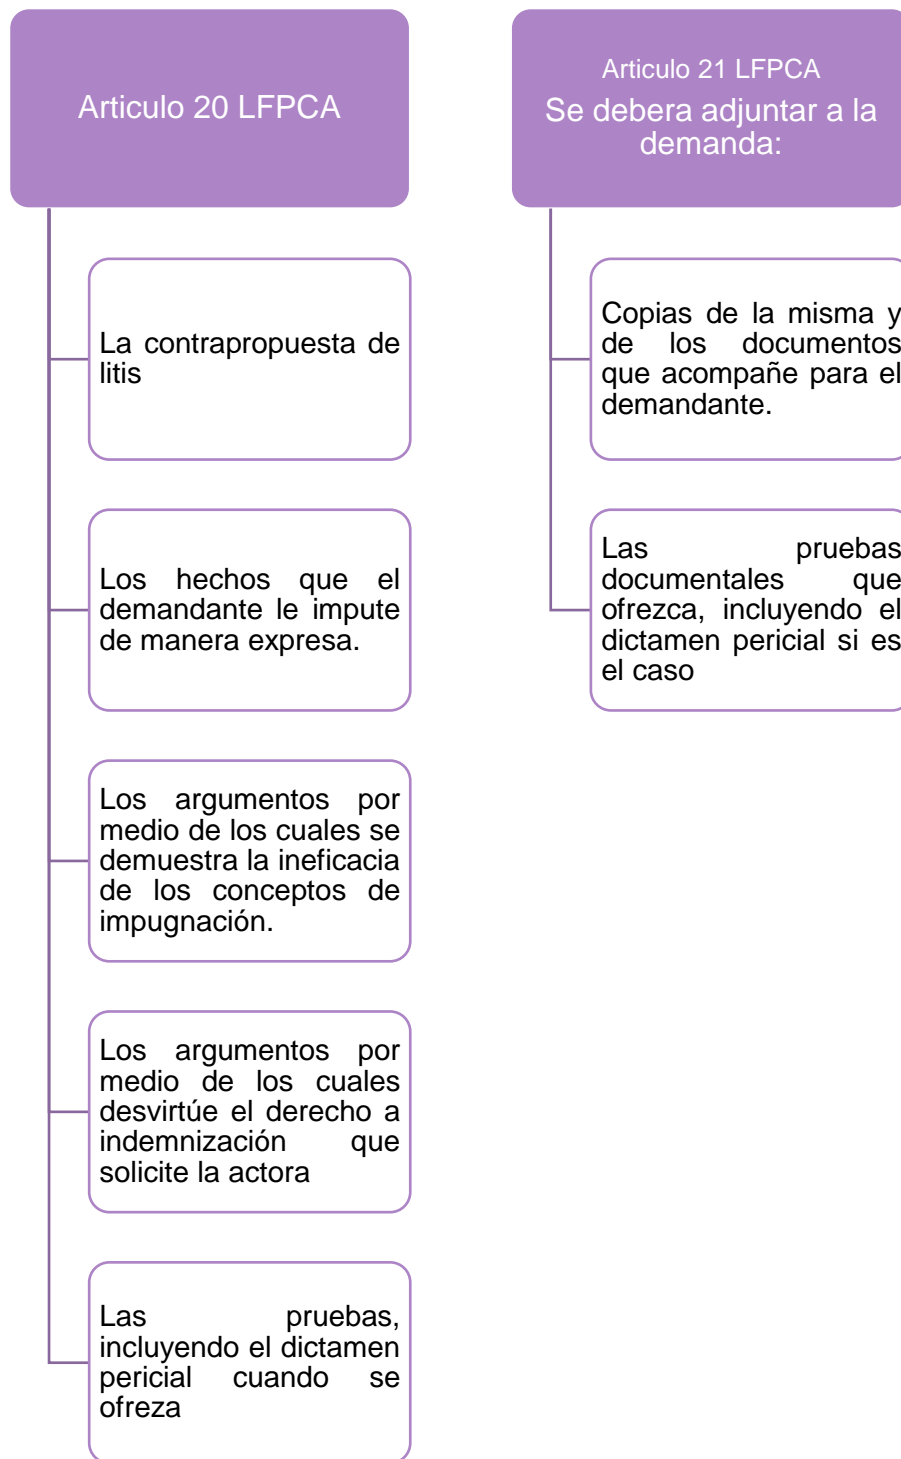 Articulo 20 LFPCA
La contrapropuesta de
litis
Los hechos que el
demandante le impute
de manera expresa.
Los argumentos por
medio de los cuales se
demuestra la ineficacia
de los conceptos de
impugnación.
Los argumentos por
medio de los cuales
desvirtúe el derecho a
indemnización que
solicite la actora
Las pruebas,
incluyendo el dictamen
pericial cuando se
ofreza
Articulo 21 LFPCA
Se debera adjuntar a la
demanda:
Copias de la misma y
de los documentos
que acompañe para el
demandante.
Las pruebas
documentales que
ofrezca, incluyendo el
dictamen pericial si es
el caso